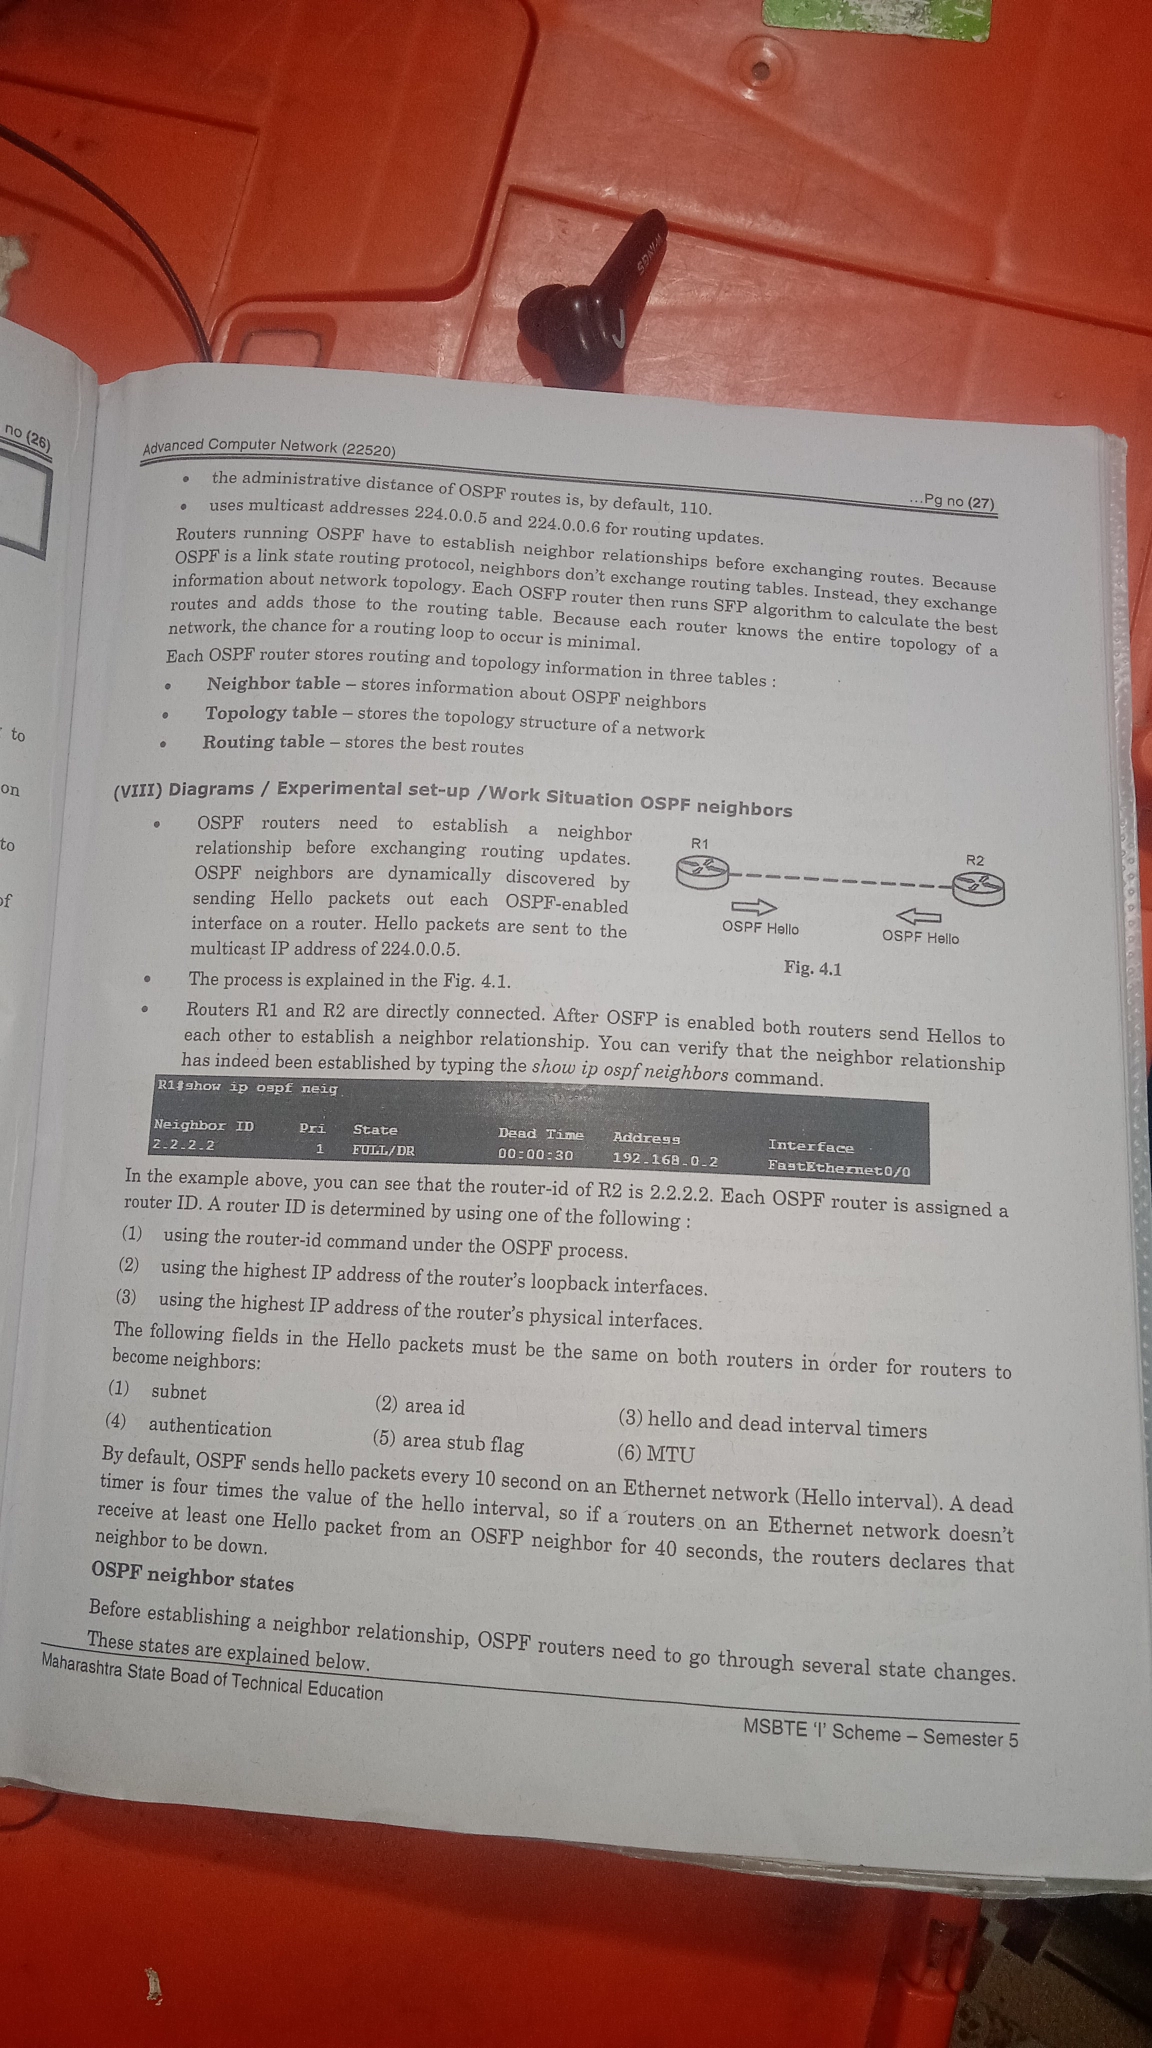 WINGS
no (26)
to
on
to
of
Advanced Computer Network (22520)
...Pg no (27)
• the administrative distance of OSPF routes is, by default, 110.
• uses multicast addresses 224.0.0.5 and 224.0.0.6 for routing updates.
Routers running OSPF have to establish neighbor relationships before exchanging routes. Because
OSPF is a link state routing protocol, neighbors don't exchange routing tables. Instead, they exchange
information about network topology. Each OSFP router then runs SFP algorithm to calculate the best
routes and adds those to the routing table. Because each router knows the entire topology of a
network, the chance for a routing loop to occur is minimal.
Each OSPF router stores routing and topology information in three tables :
• Neighbor table – stores information about OSPF neighbors
• Topology table – stores the topology structure of a network
• Routing table – stores the best routes
(VIII) Diagrams / Experimental set-up /Work Situation OSPF neighbors
• OSPF routers need to establish a neighbor
relationship before exchanging routing updates.
OSPF neighbors are dynamically discovered by
sending Hello packets out each OSPF-enabled
interface on a router. Hello packets are sent to the
multicast IP address of 224.0.0.5.
R1
R2
OSPF Hello
OSPF Hello
Fig. 4.1
• The process is explained in the Fig. 4.1.
• Routers R1 and R2 are directly connected. After OSFP is enabled both routers send Hellos to
each other to establish a neighbor relationship. You can verify that the neighbor relationship
has indeed been established by typing the show ip ospf neighbors command.
R1#show ip ospf neig
Neighbor ID Pri State Dead Time Address Interface
2.2.2.2 1 FULL/DR 00:00:30 192.168.0.2 FastEthernet0/0
In the example above, you can see that the router-id of R2 is 2.2.2.2. Each OSPF router is assigned a
router ID. A router ID is determined by using one of the following :
(1) using the router-id command under the OSPF process.
(2) using the highest IP address of the router's loopback interfaces.
(3) using the highest IP address of the router's physical interfaces.
The following fields in the Hello packets must be the same on both routers in order for routers to
become neighbors:
(1) subnet (2) area id (3) hello and dead interval timers
(4) authentication (5) area stub flag (6) MTU
By default, OSPF sends hello packets every 10 second on an Ethernet network (Hello interval). A dead
timer is four times the value of the hello interval, so if a routers on an Ethernet network doesn't
receive at least one Hello packet from an OSFP neighbor for 40 seconds, the routers declares that
neighbor to be down.
OSPF neighbor states
Before establishing a neighbor relationship, OSPF routers need to go through several state changes.
These states are explained below.
Maharashtra State Boad of Technical Education
MSBTE 'I' Scheme – Semester 5